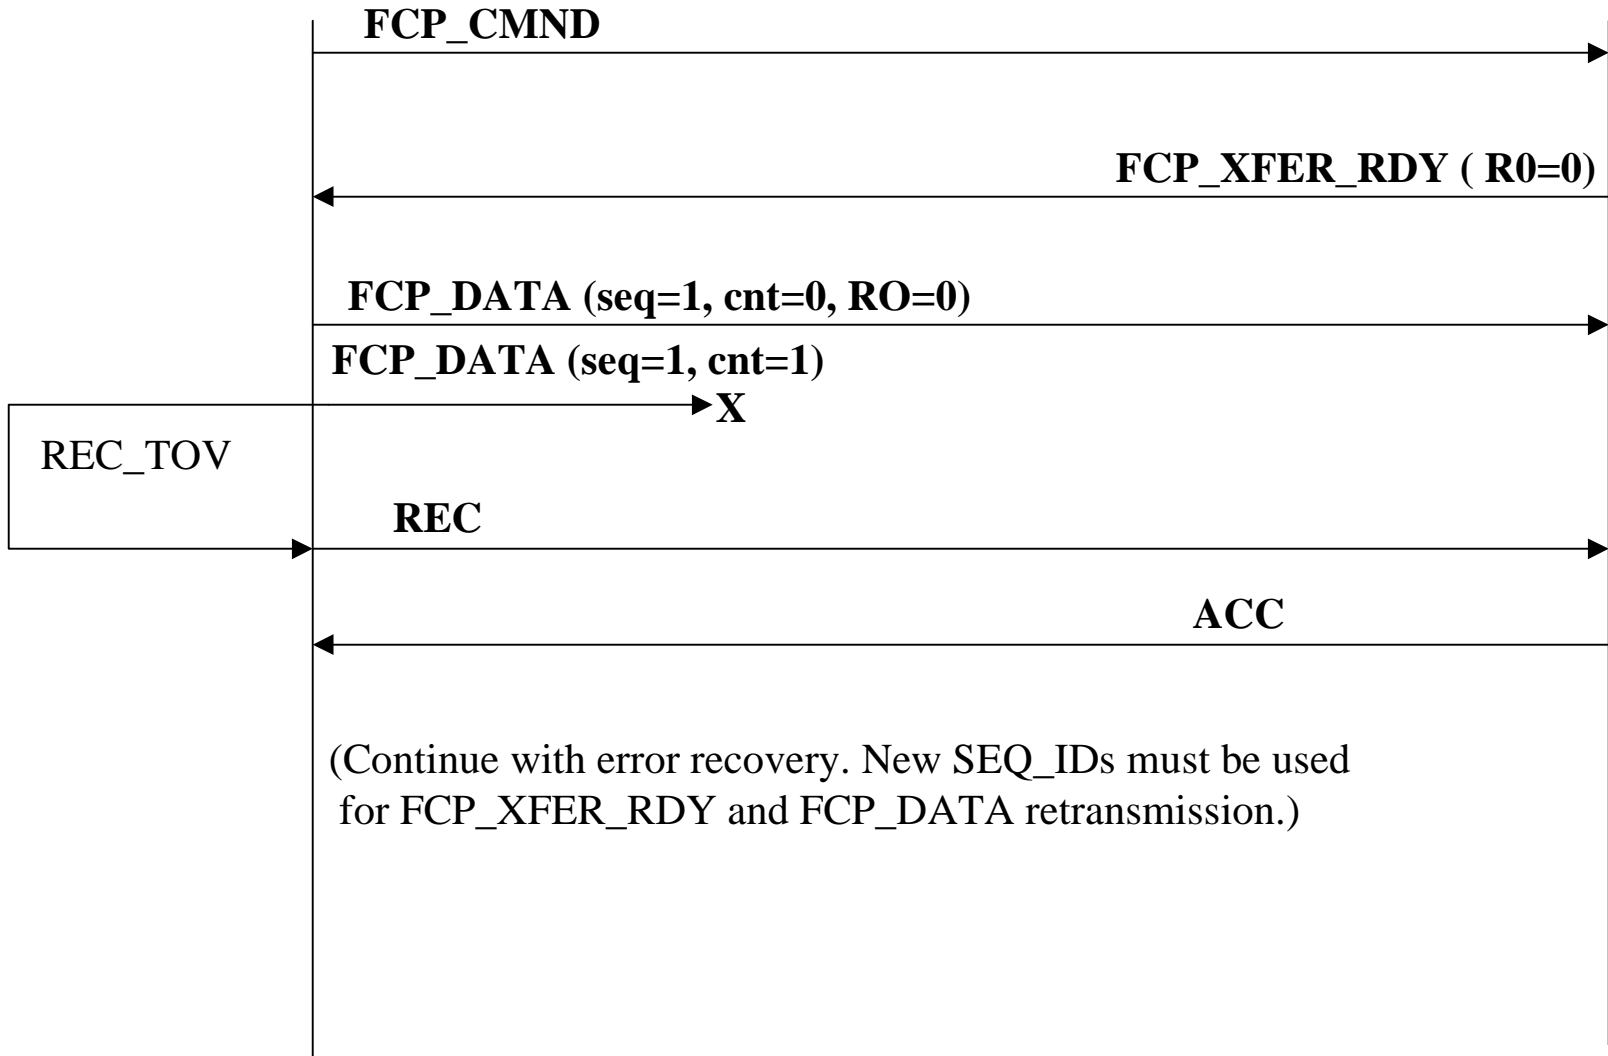 FCP_CMND
FCP_XFER_RDY ( R0=0)
FCP_DATA (seq=1, cnt=0, RO=0)
FCP_DATA (seq=1, cnt=1)
X
REC_TOV
REC
ACC
(Continue with error recovery. New SEQ_IDs must be used
for FCP_XFER_RDY and FCP_DATA retransmission.)